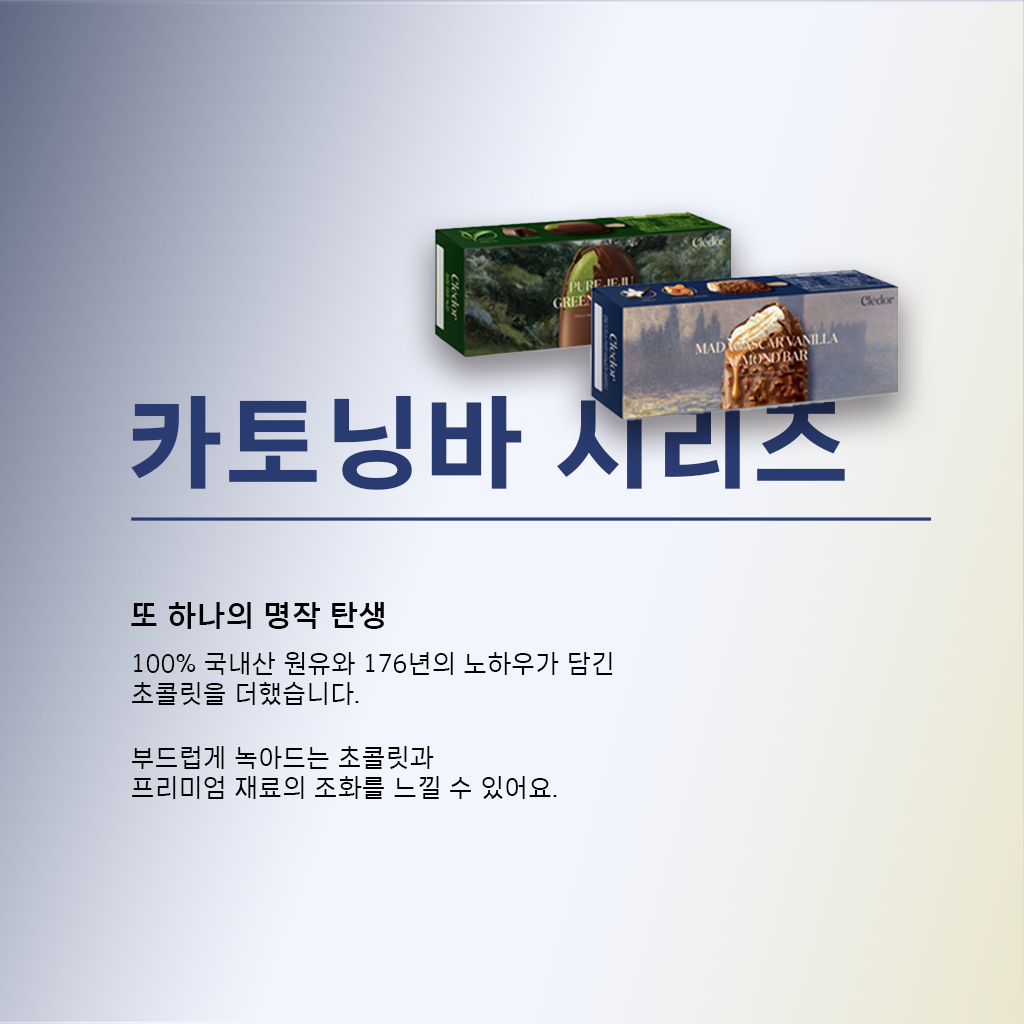 Cledor
PURE JEJU
GREEN
Cledor
Cledor
MADAGASCAR VANILLA
ALMOND BAR
Cledor
카토닝바 시리즈
또 하나의 명작 탄생
100% 국내산 원유와 176년의 노하우가 담긴
초콜릿을 더했습니다.
부드럽게 녹아드는 초콜릿과
프리미엄 재료의 조화를 느낄 수 있어요.